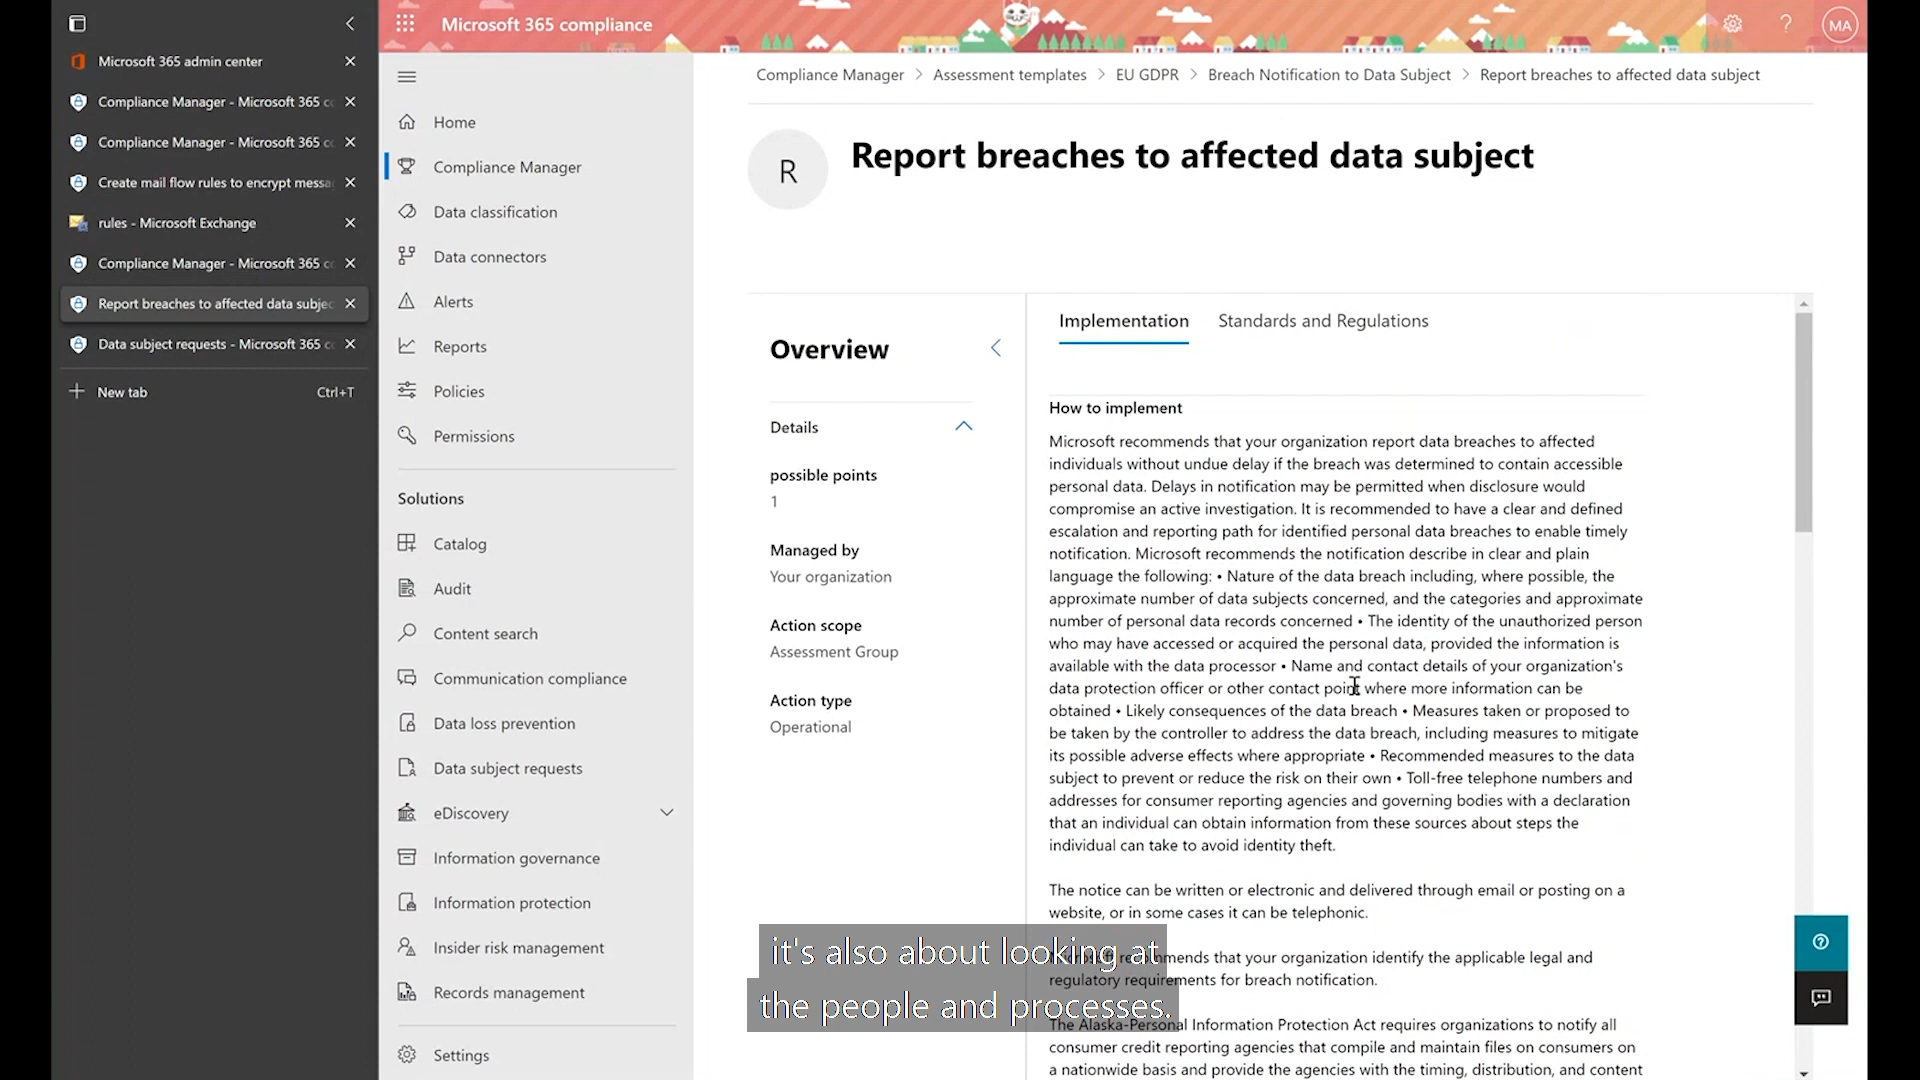 Microsoft 365 admin center
Compliance Manager - Microsoft 365 cc
Compliance Manager - Microsoft 365 cc
Create mail flow rules to encrypt messa
rules - Microsoft Exchange
Compliance Manager - Microsoft 365 cc
Report breaches to affected data subjec
Data subject requests - Microsoft 365 cc
New tab Ctrl+T
Microsoft 365 compliance
? MA
Home
Compliance Manager
Data classification
Data connectors
Alerts
Reports
Policies
Permissions
Solutions
Catalog
Audit
Content search
Communication compliance
Data loss prevention
Data subject requests
eDiscovery
Information governance
Information protection
Insider risk management
Records management
Settings
Compliance Manager > Assessment templates > EU GDPR > Breach Notification to Data Subject > Report breaches to affected data subject
R
Report breaches to affected data subject
Overview
Details
possible points
1
Managed by
Your organization
Action scope
Assessment Group
Action type
Operational
Implementation Standards and Regulations
How to implement
Microsoft recommends that your organization report data breaches to affected
individuals without undue delay if the breach was determined to contain accessible
personal data. Delays in notification may be permitted when disclosure would
compromise an active investigation. It is recommended to have a clear and defined
escalation and reporting path for identified personal data breaches to enable timely
notification. Microsoft recommends the notification describe in clear and plain
language the following: • Nature of the data breach including, where possible, the
approximate number of data subjects concerned, and the categories and approximate
number of personal data records concerned • The identity of the unauthorized person
who may have accessed or acquired the personal data, provided the information is
available with the data processor • Name and contact details of your organization's
data protection officer or other contact point where more information can be
obtained • Likely consequences of the data breach • Measures taken or proposed to
be taken by the controller to address the data breach, including measures to mitigate
its possible adverse effects where appropriate • Recommended measures to the data
subject to prevent or reduce the risk on their own • Toll-free telephone numbers and
addresses for consumer reporting agencies and governing bodies with a declaration
that an individual can obtain information from these sources about steps the
individual can take to avoid identity theft.
The notice can be written or electronic and delivered through email or posting on a
website, or in some cases it can be telephonic.
Microsoft recommends that your organization identify the applicable legal and
regulatory requirements for breach notification.
The Alaska-Personal Information Protection Act requires organizations to notify all
consumer credit reporting agencies that compile and maintain files on consumers on
a nationwide basis and provide the agencies with the timing, distribution, and content
it's also about looking at
the people and processes.